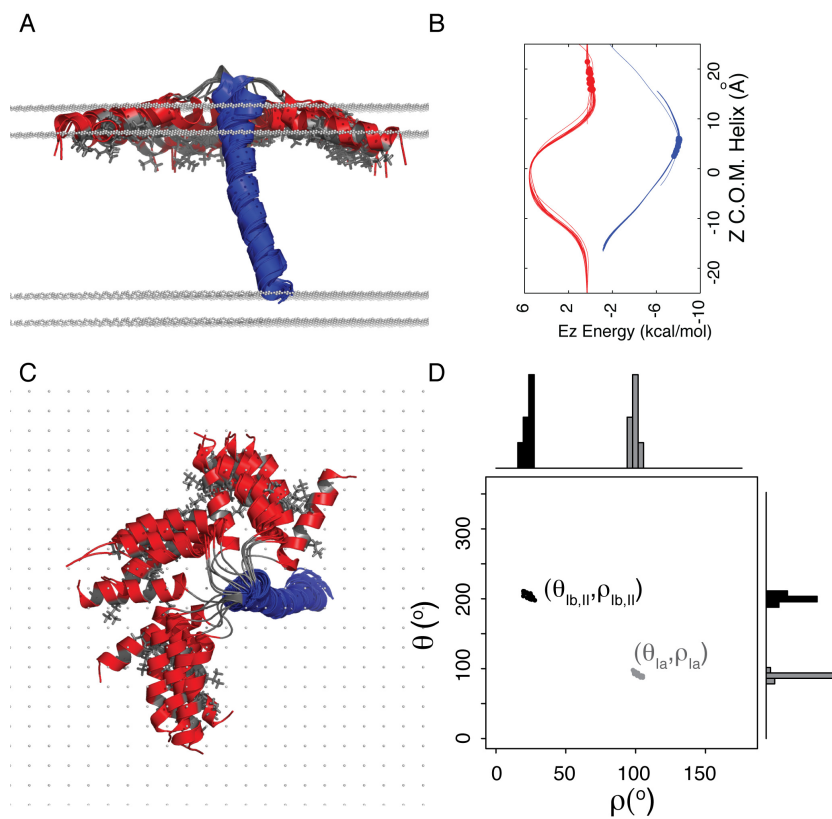 A
B
20
10
0
-10
-20
Z C.O.M. Helix (Å)
6 2 -2 -6 -10
Ez Energy (kcal/mol)
C
D
300
200
100
0
θ (°)
(θIb,II,ρIb,II)
(θIa,ρIa)
0 50 100 150
ρ(°)